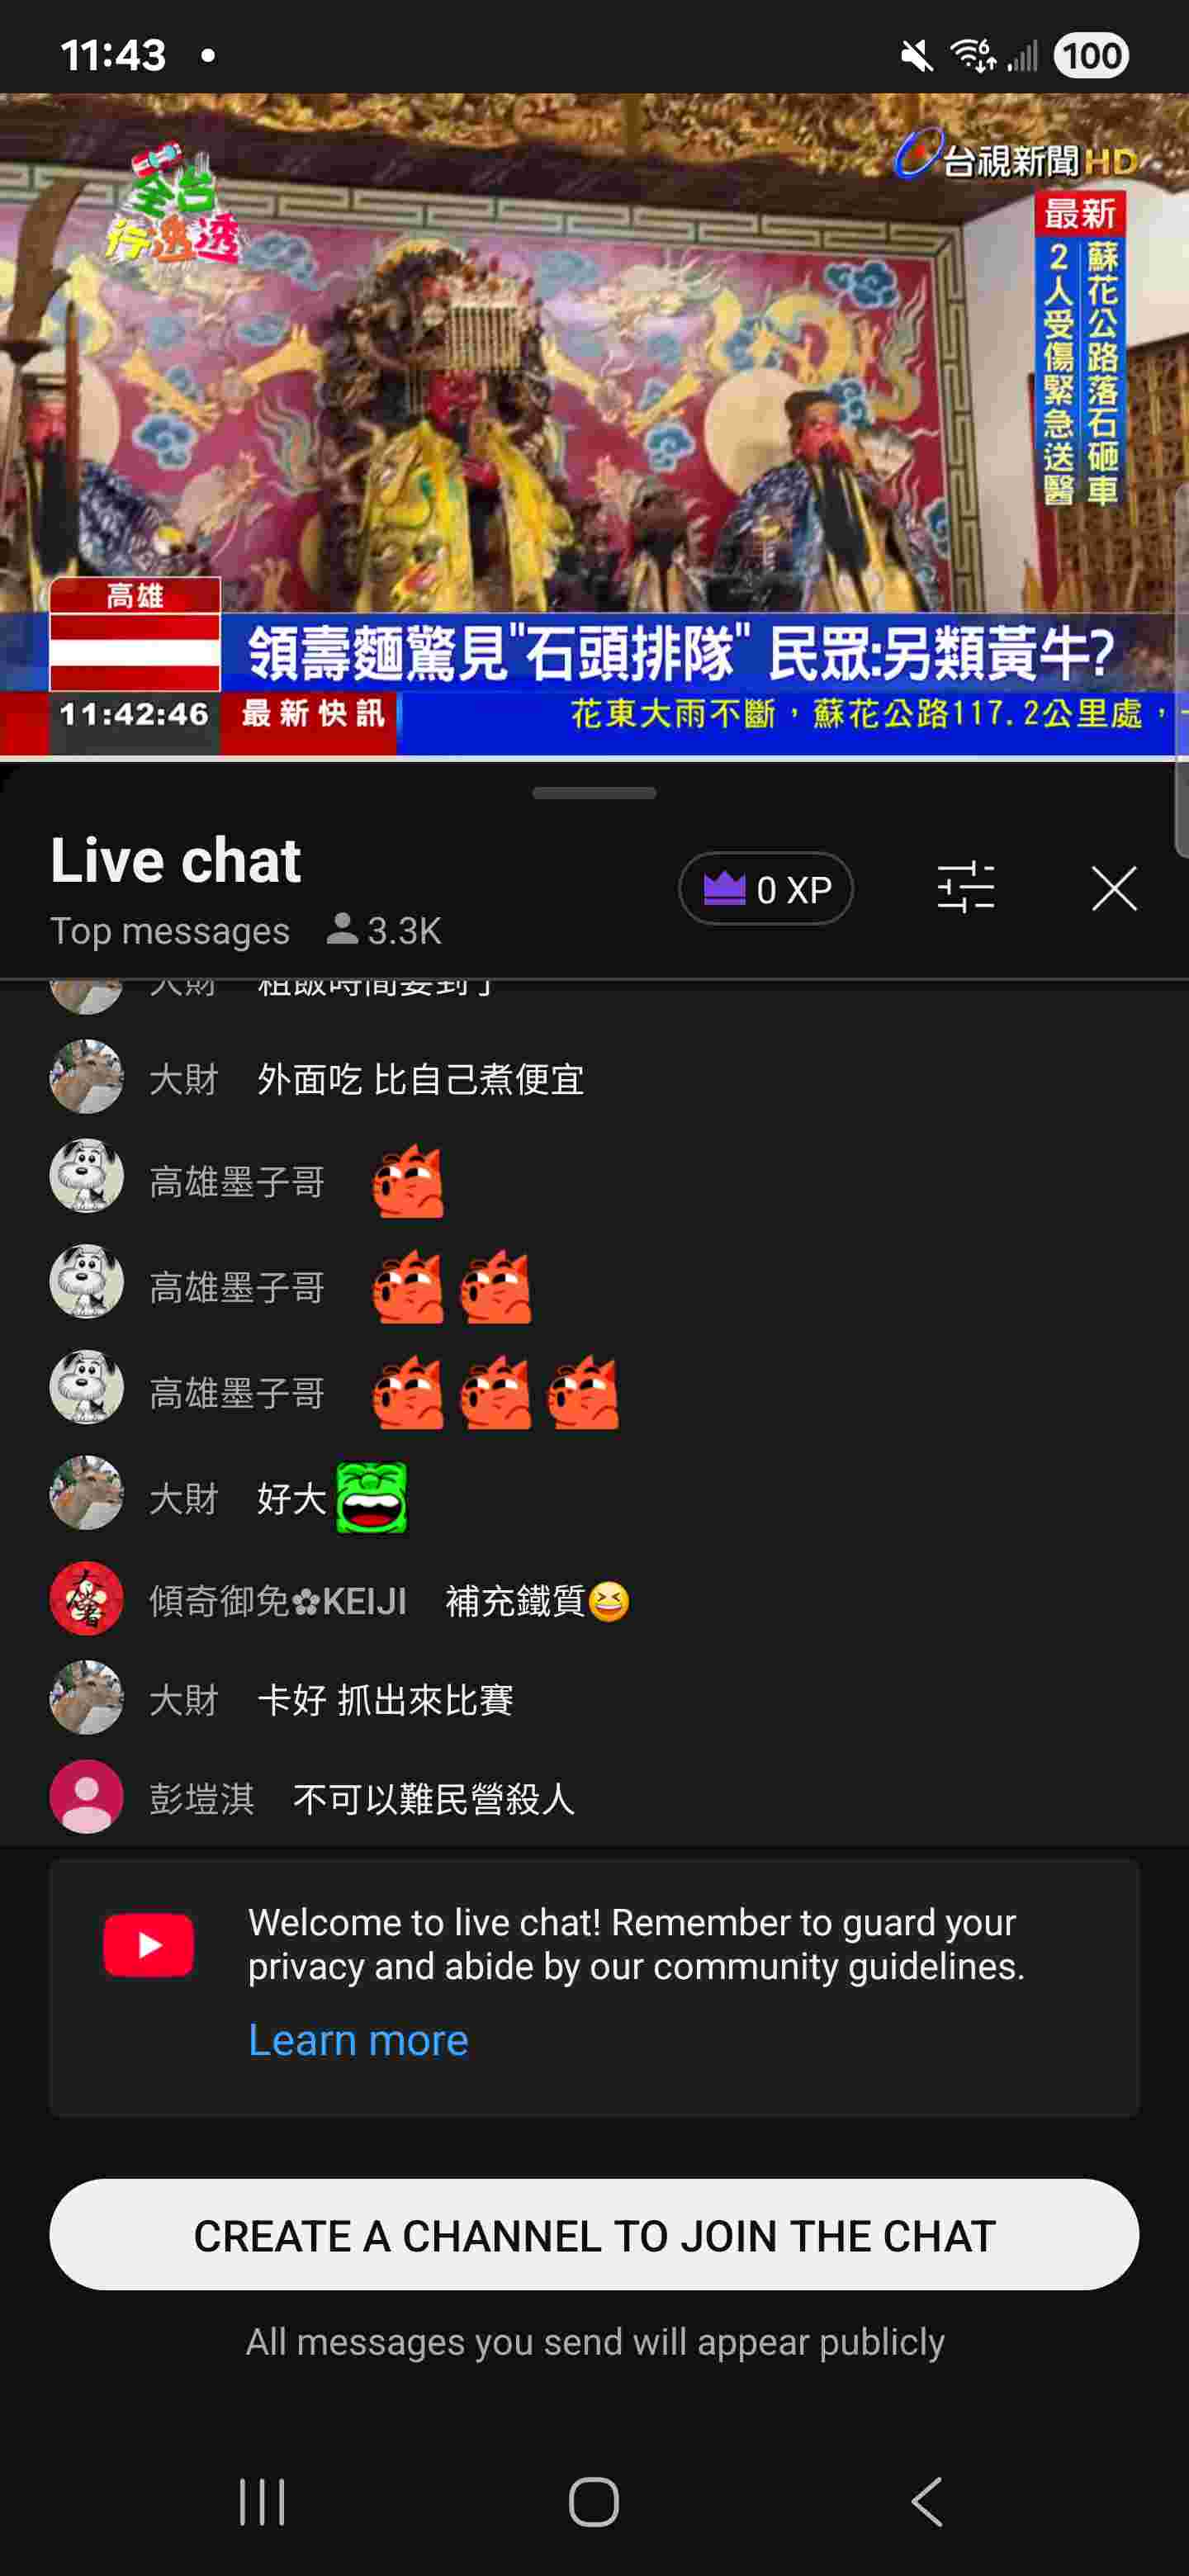 11:43
100
全台
行透透
台視新聞HD
最新
蘇花公路落石砸車
2人受傷緊急送醫
高雄
領壽麵驚見"石頭排隊" 民眾:另類黃牛?
11:42:46 最新快訊 花東大雨不斷，蘇花公路117.2公里處，
Live chat
0 XP
Top messages 3.3K
大財
大財 外面吃 比自己煮便宜
高雄墨子哥
高雄墨子哥
高雄墨子哥
大財 好大
傾奇御免✿KEIJI 補充鐵質😆
大財 卡好 抓出來比賽
彭塏淇 不可以難民營殺人
Welcome to live chat! Remember to guard your
privacy and abide by our community guidelines.
Learn more
CREATE A CHANNEL TO JOIN THE CHAT
All messages you send will appear publicly